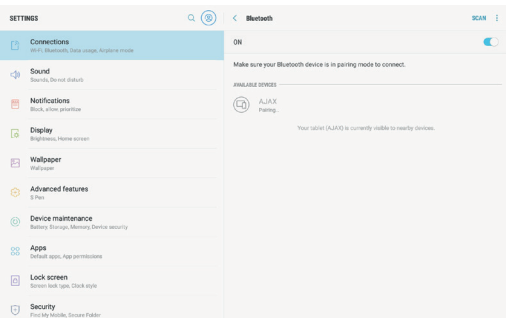 SETTINGS
Connections
Wi-Fi, Bluetooth, Data usage, Airplane mode
Sound
Sounds, Do not disturb
Notifications
Block, allow, prioritise
Display
Brightness, Home screen
Wallpaper
Wallpaper
Advanced features
S Pen
Device maintenance
Battery, Storage, Memory, Device security
Apps
Default apps, App permissions
Lock screen
Screen lock type, Clock style
Security
Find My Mobile, Secure Folder
Bluetooth
SCAN
ON
Make sure your Bluetooth device is in pairing mode to connect.
AVAILABLE DEVICES
AJAX
Pairing...
Your tablet (AJAX) is currently visible to nearby devices.